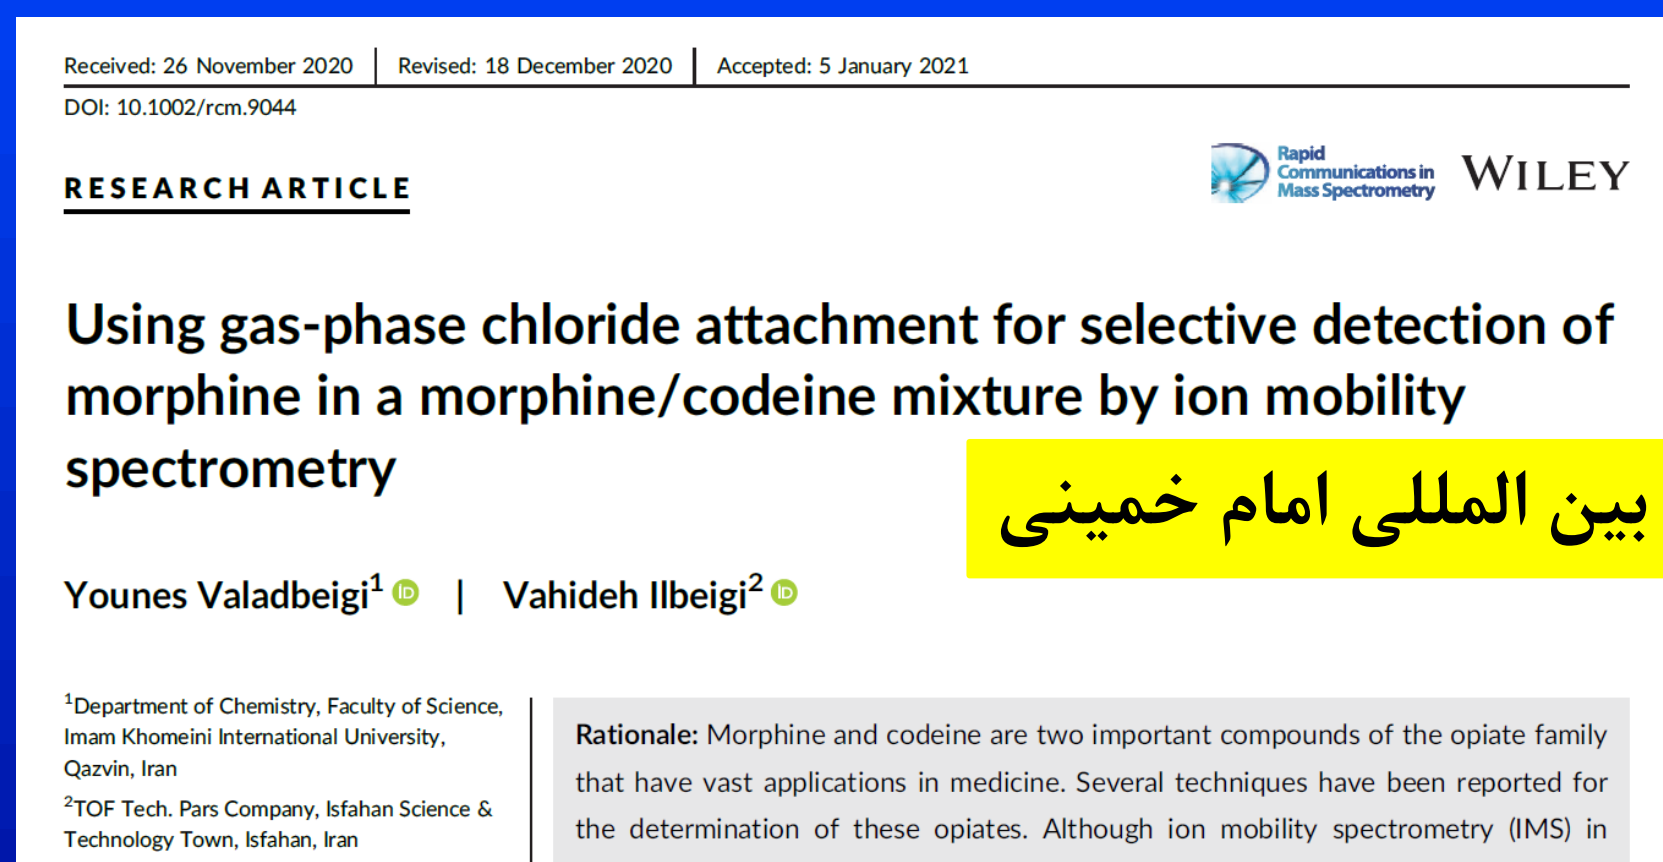 Received: 26 November 2020 | Revised: 18 December 2020 | Accepted: 5 January 2021
DOI: 10.1002/rcm.9044
Rapid
Communications in
Mass Spectrometry
WILEY
RESEARCH ARTICLE
Using gas-phase chloride attachment for selective detection of
morphine in a morphine/codeine mixture by ion mobility
spectrometry
بین المللی امام خمینی
Younes Valadbeigi¹ iD | Vahideh Ilbeigi² iD
¹Department of Chemistry, Faculty of Science,
Imam Khomeini International University,
Qazvin, Iran
²TOF Tech. Pars Company, Isfahan Science &
Technology Town, Isfahan, Iran
Rationale: Morphine and codeine are two important compounds of the opiate family
that have vast applications in medicine. Several techniques have been reported for
the determination of these opiates. Although ion mobility spectrometry (IMS) in